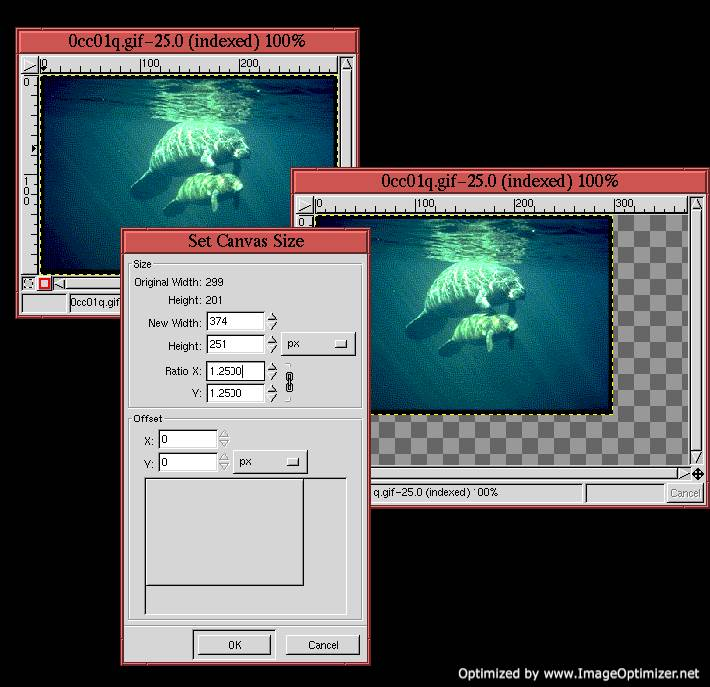 0cc01q.gif-25.0 (indexed) 100%
0 100 200
0
100
0cc01q.gif
0cc01q.gif-25.0 (indexed) 100%
0 100 200 300
0
q.gif-25.0 (indexed) 100%
Cancel
Set Canvas Size
Size
Original Width: 299
Height: 201
New Width: 374
Height: 251 px
Ratio X: 1.2500
Y: 1.2500
Offset
X: 0
Y: 0 px
OK Cancel
Optimized by www.ImageOptimizer.net